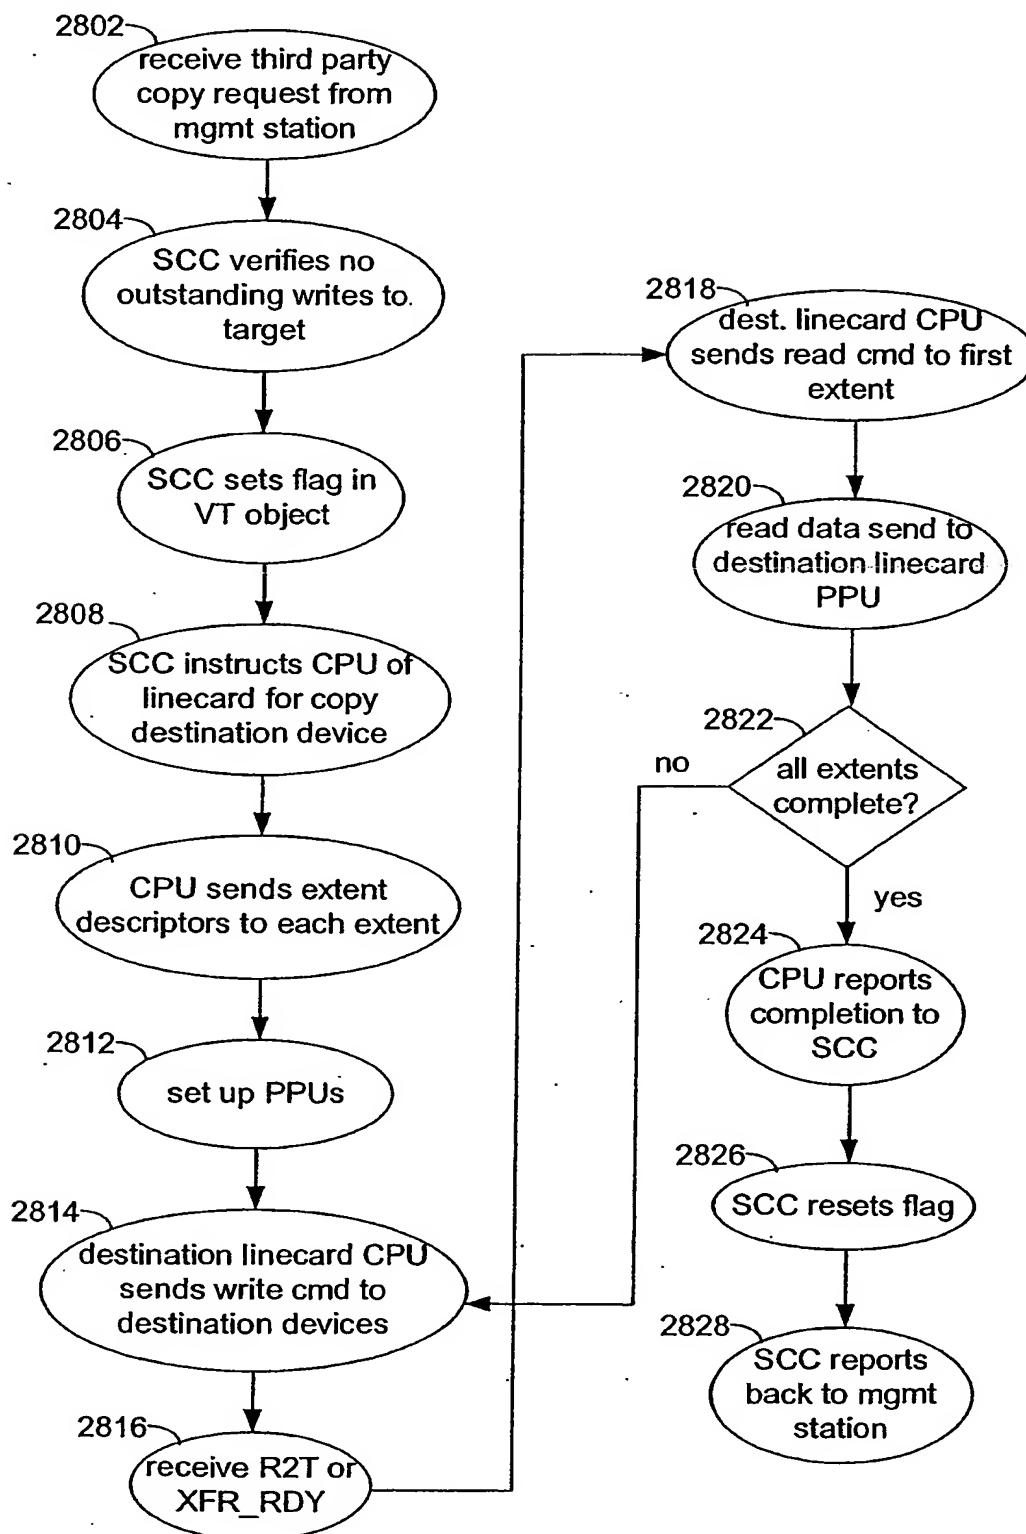 2802
receive third party
copy request from
mgmt station
2804
SCC verifies no
outstanding writes to.
target
2806
SCC sets flag in
VT object
2808
SCC instructs CPU of
linecard for copy
destination device
2810
CPU sends extent
descriptors to each extent
2812
set up PPUs
2814
destination linecard CPU
sends write cmd to
destination devices
2816
receive R2T or
XFR_RDY
2818
dest. linecard CPU
sends read cmd to first
extent
2820
read data send to
destination linecard
PPU
2822
all extents
complete?
no
yes
2824
CPU reports
completion to
SCC
2826
SCC resets flag
2828
SCC reports
back to mgmt
station